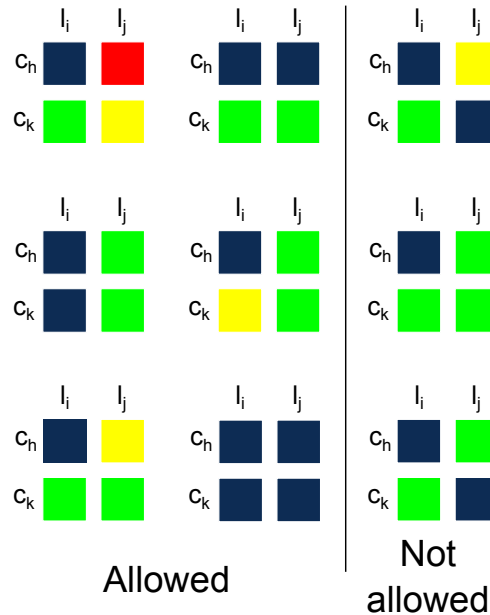 l_i l_j l_i l_j l_i l_j
c_h c_h c_h
c_k c_k c_k
l_i l_j l_i l_j l_i l_j
c_h c_h c_h
c_k c_k c_k
l_i l_j l_i l_j l_i l_j
c_h c_h c_h
c_k c_k c_k
Allowed
Not
allowed